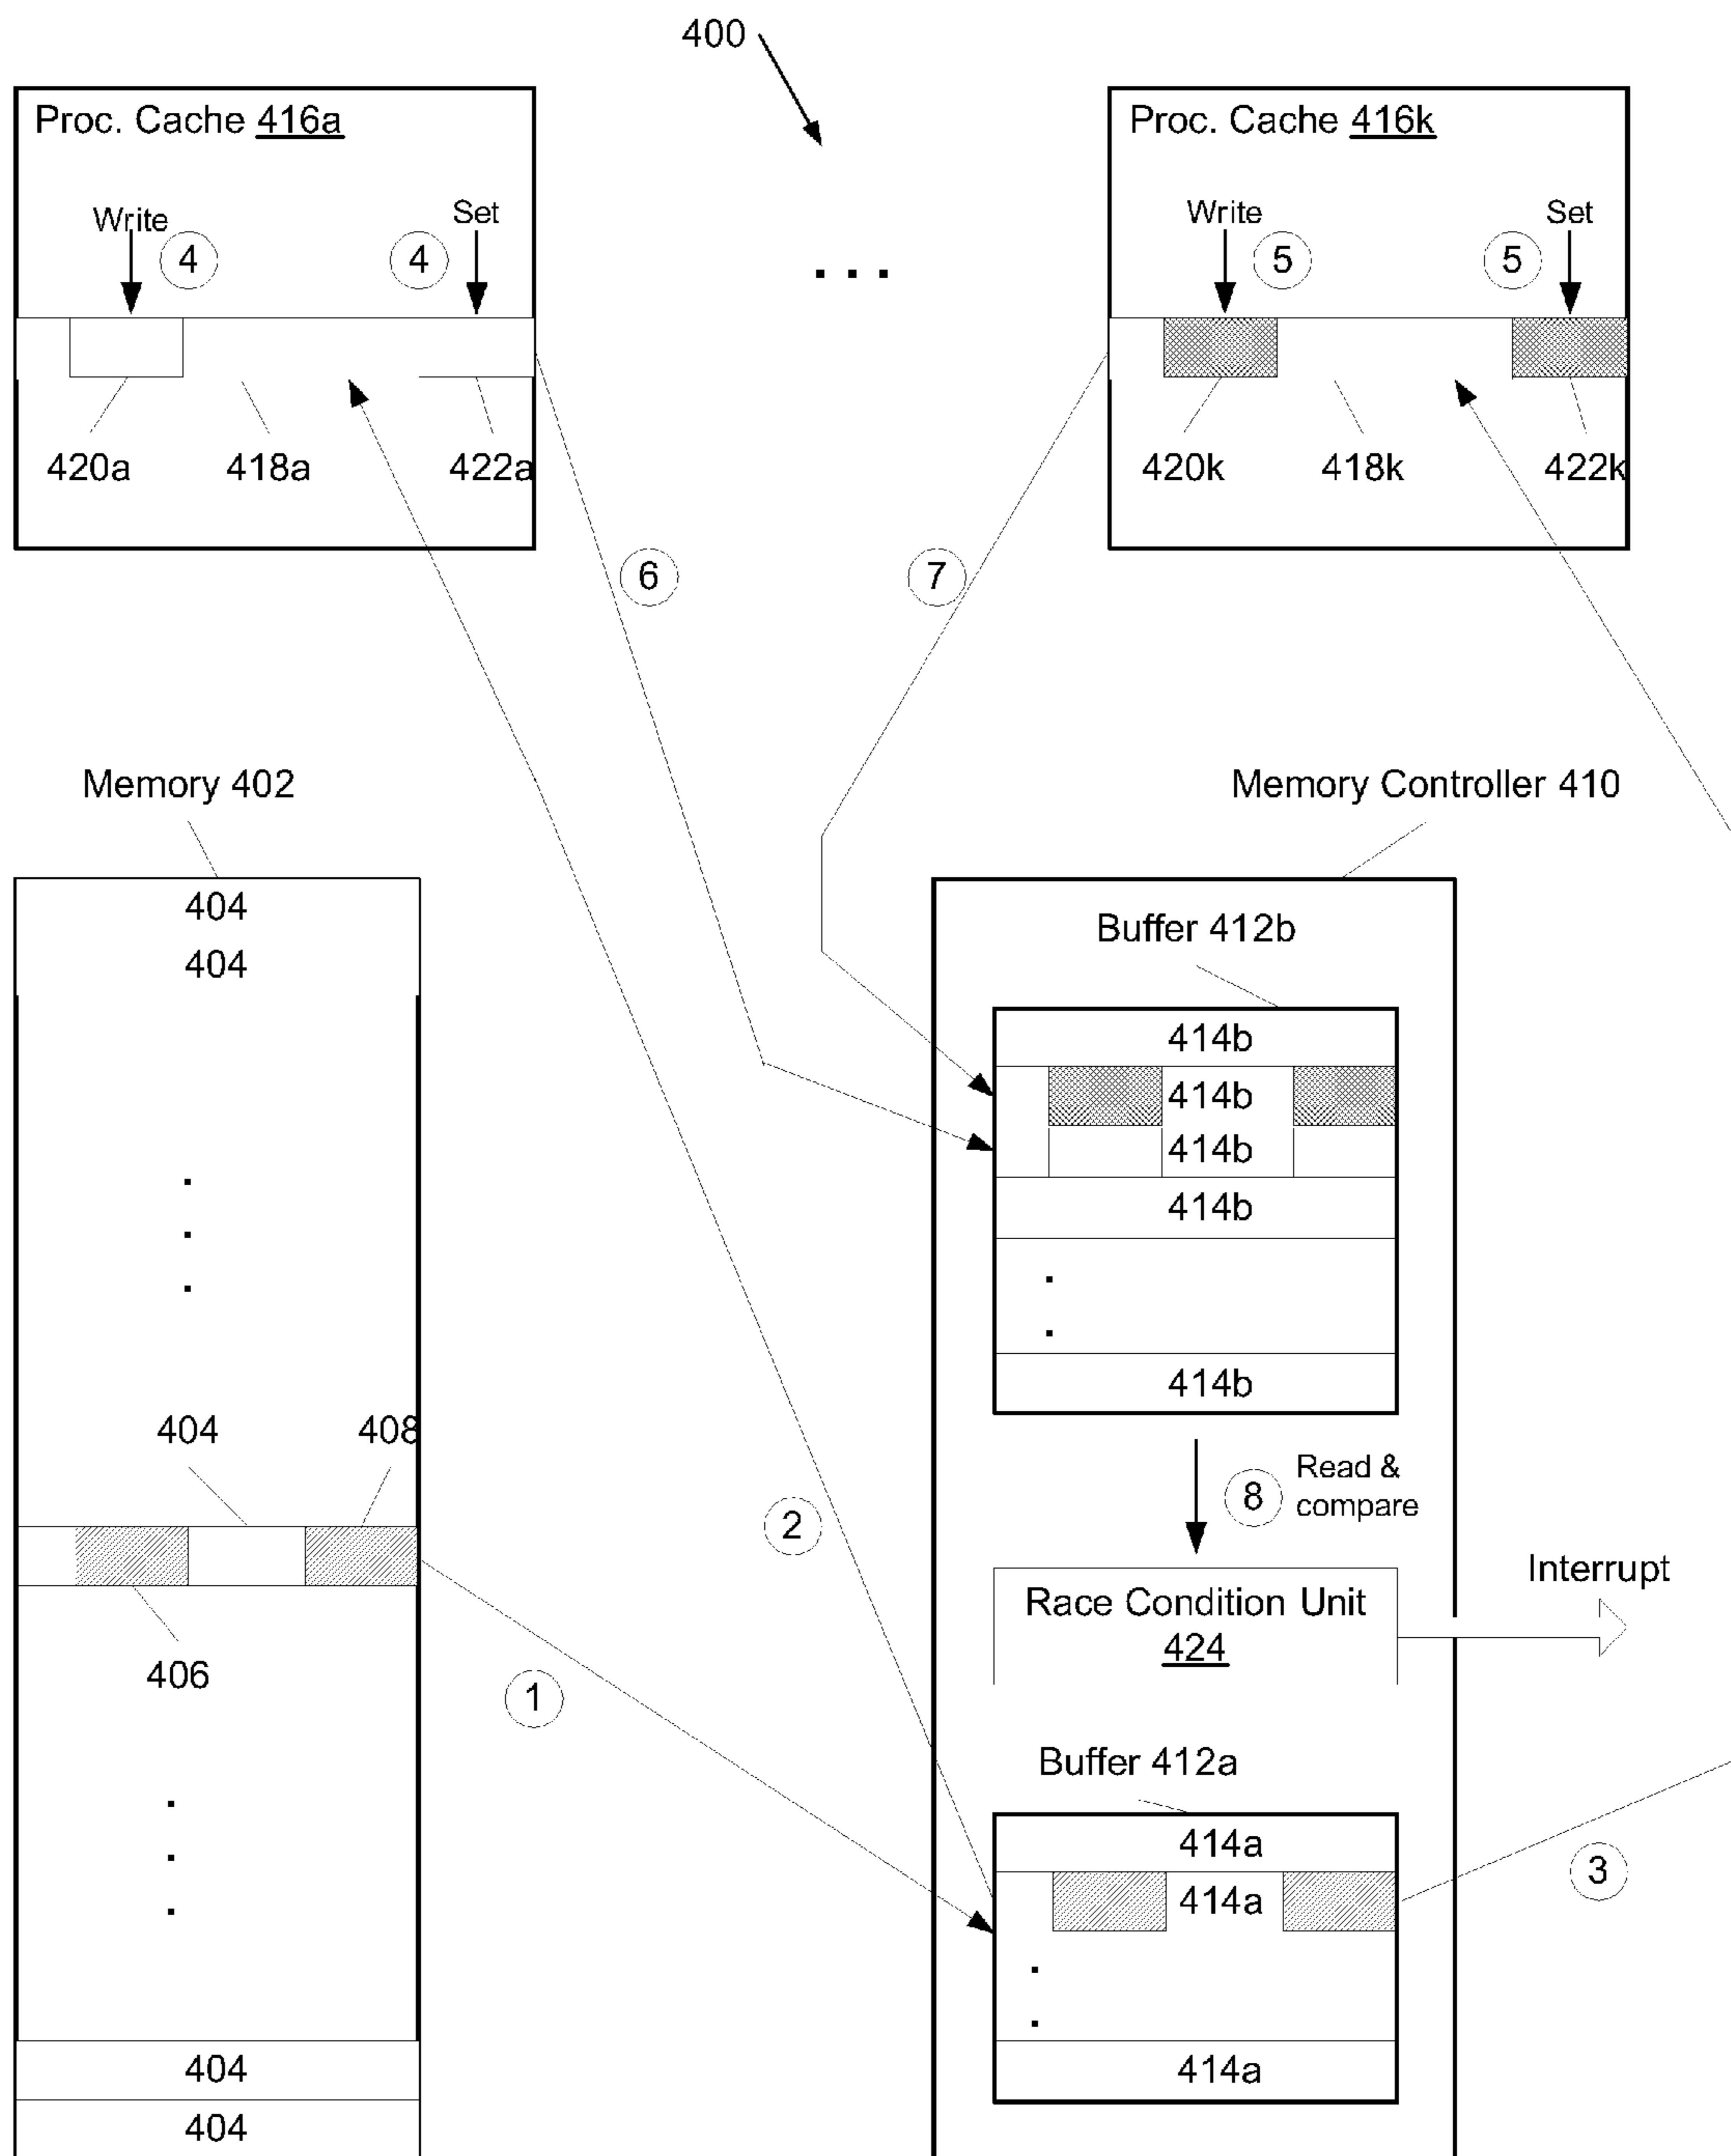 400
Proc. Cache 416a
Proc. Cache 416k
Write
Set
Write
Set
4
4
5
5
. . .
420a
418a
422a
420k
418k
422k
6
7
Memory 402
Memory Controller 410
404
404
Buffer 412b
414b
414b
414b
414b
414b
404
408
2
8
Read &
compare
Race Condition Unit
424
Interrupt
406
1
Buffer 412a
414a
414a
3
414a
404
404